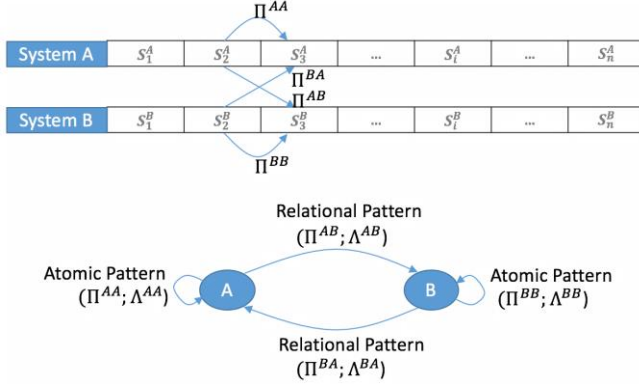 Π^{AA}
System A S_1^A S_2^A S_3^A ... S_i^A ... S_n^A
Π^{BA}
Π^{AB}
System B S_1^B S_2^B S_3^B ... S_i^B ... S_n^B
Π^{BB}
Relational Pattern
(Π^{AB}; Λ^{AB})
Atomic Pattern
(Π^{AA}; Λ^{AA})
A
B
Atomic Pattern
(Π^{BB}; Λ^{BB})
Relational Pattern
(Π^{BA}; Λ^{BA})